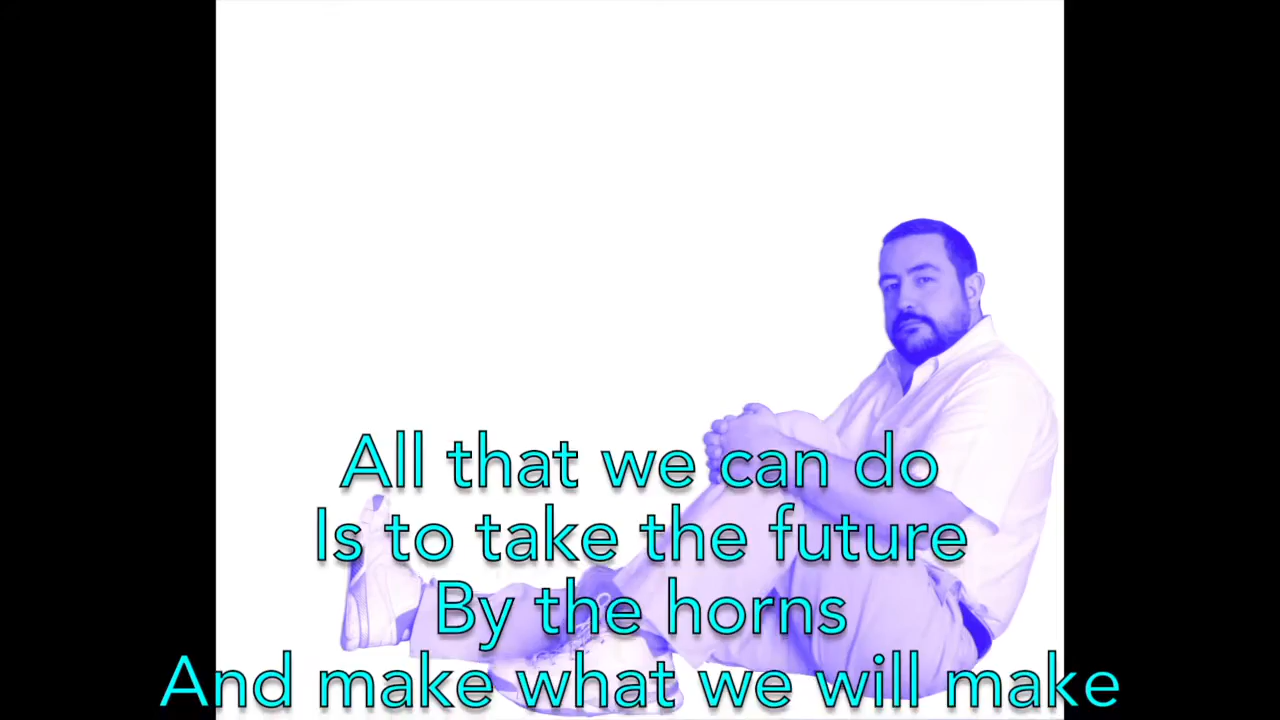 All that we can do
Is to take the future
By the horns
And make what we will make